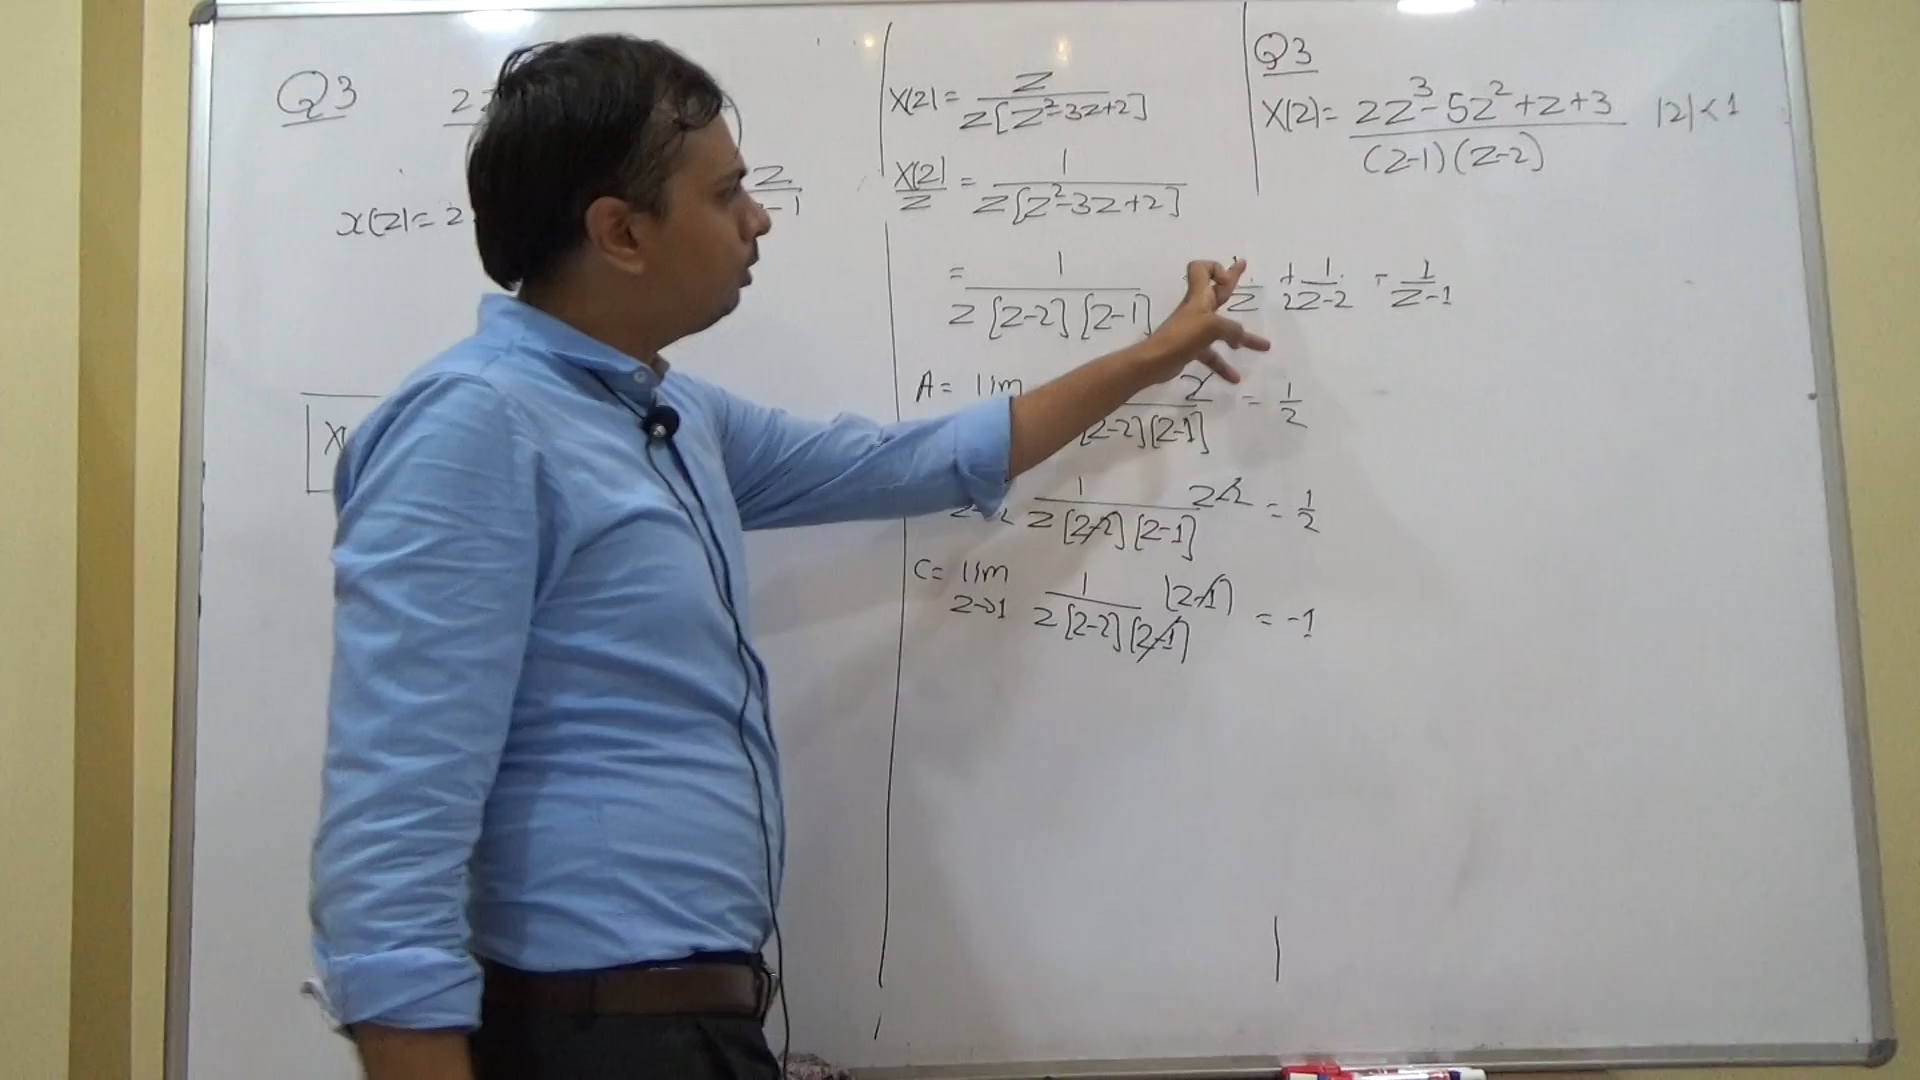 Q3
x(z)=2
X(z)= z / z[z²-3z+2]
X(z)/z = 1 / z[z²-3z+2]
= 1 / z[z-2][z-1]
z + 1/2 z-2 - 1/z-1
A= lim
[z-2][z-1] = 1/2
1 / z[z-2][z-1] z-2 = 1/2
C= lim z→1 1 / z[z-2][z-1] (z-1) = -1
Q3
X(z)= 2z³-5z²+z+3 / (z-1)(z-2) |z|<1